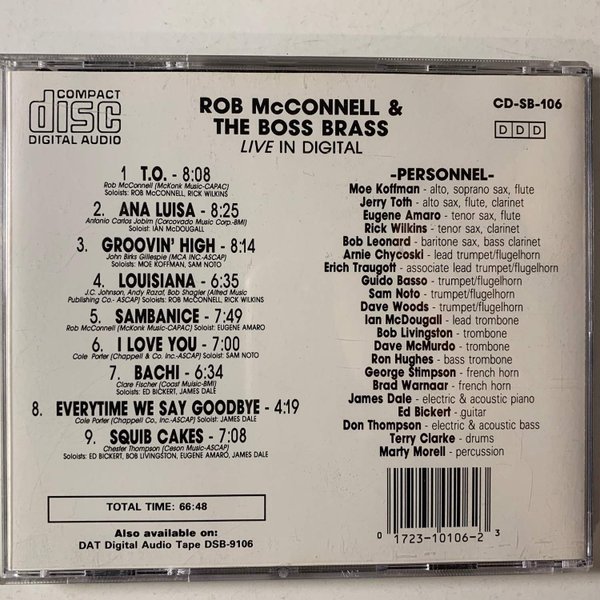 COMPACT
disc
DIGITAL AUDIO
ROB McCONNELL &
THE BOSS BRASS
LIVE IN DIGITAL
CD-SB-106
DDD
1 T.O. - 8:08
Rob McConnell (McKonk Music-CAPAC)
Soloists: ROB McCONNELL, RICK WILKINS
2. ANA LUISA - 8:25
Antonio Carlos Jobim (Corcovado Music Corp.-BMI)
Soloist: IAN McDOUGALL
3. GROOVIN' HIGH - 8:14
John Birks Gillespie (MCA INC.-ASCAP)
Soloists: MOE KOFFMAN, SAM NOTO
4. LOUISIANA - 6:35
J.C. Johnson, Andy Razaf, Bob Shagler (Alfred Music
Publishing Co.- ASCAP) Soloists: ROB McCONNELL, RICK WILKINS
5. SAMBANICE - 7:49
Rob McConnell (McKonk Music-CAPAC) Soloist: EUGENE AMARO
6. I LOVE YOU - 7:00
Cole Porter (Chappell & Co. Inc.-ASCAP) Soloist: SAM NOTO
7. BACHI - 6:34
Clare Fischer (Coast Music-BMI)
Soloists: ED BICKERT, JAMES DALE
8. EVERYTIME WE SAY GOODBYE - 4:19
Cole Porter (Chappell Co. Inc.-ASCAP) Soloist: JAMES DALE
9. SQUIB CAKES - 7:08
Chester Thompson (Ceson Music-ASCAP)
Soloists: ED BICKERT, BOB LIVINGSTON, EUGENE AMARO, JAMES DALE
TOTAL TIME: 66:48
Also available on:
DAT Digital Audio Tape DSB-9106
-PERSONNEL-
Moe Koffman - alto, soprano sax, flute
Jerry Toth - alto sax, flute, clarinet
Eugene Amaro - tenor sax, flute
Rick Wilkins - tenor sax, clarinet
Bob Leonard - baritone sax, bass clarinet
Arnie Chycoski - lead trumpet/flugelhorn
Erich Traugott - associate lead trumpet/flugelhorn
Guido Basso - trumpet/flugelhorn
Sam Noto - trumpet/flugelhorn
Dave Woods - trumpet/flugelhorn
Ian McDougall - lead trombone
Bob Livingston - trombone
Dave McMurdo - trombone
Ron Hughes - bass trombone
George Stimpson - french horn
Brad Warnaar - french horn
James Dale - electric & acoustic piano
Ed Bickert - guitar
Don Thompson - electric & acoustic bass
Terry Clarke - drums
Marty Morell - percussion
0 1723-10106-2 3